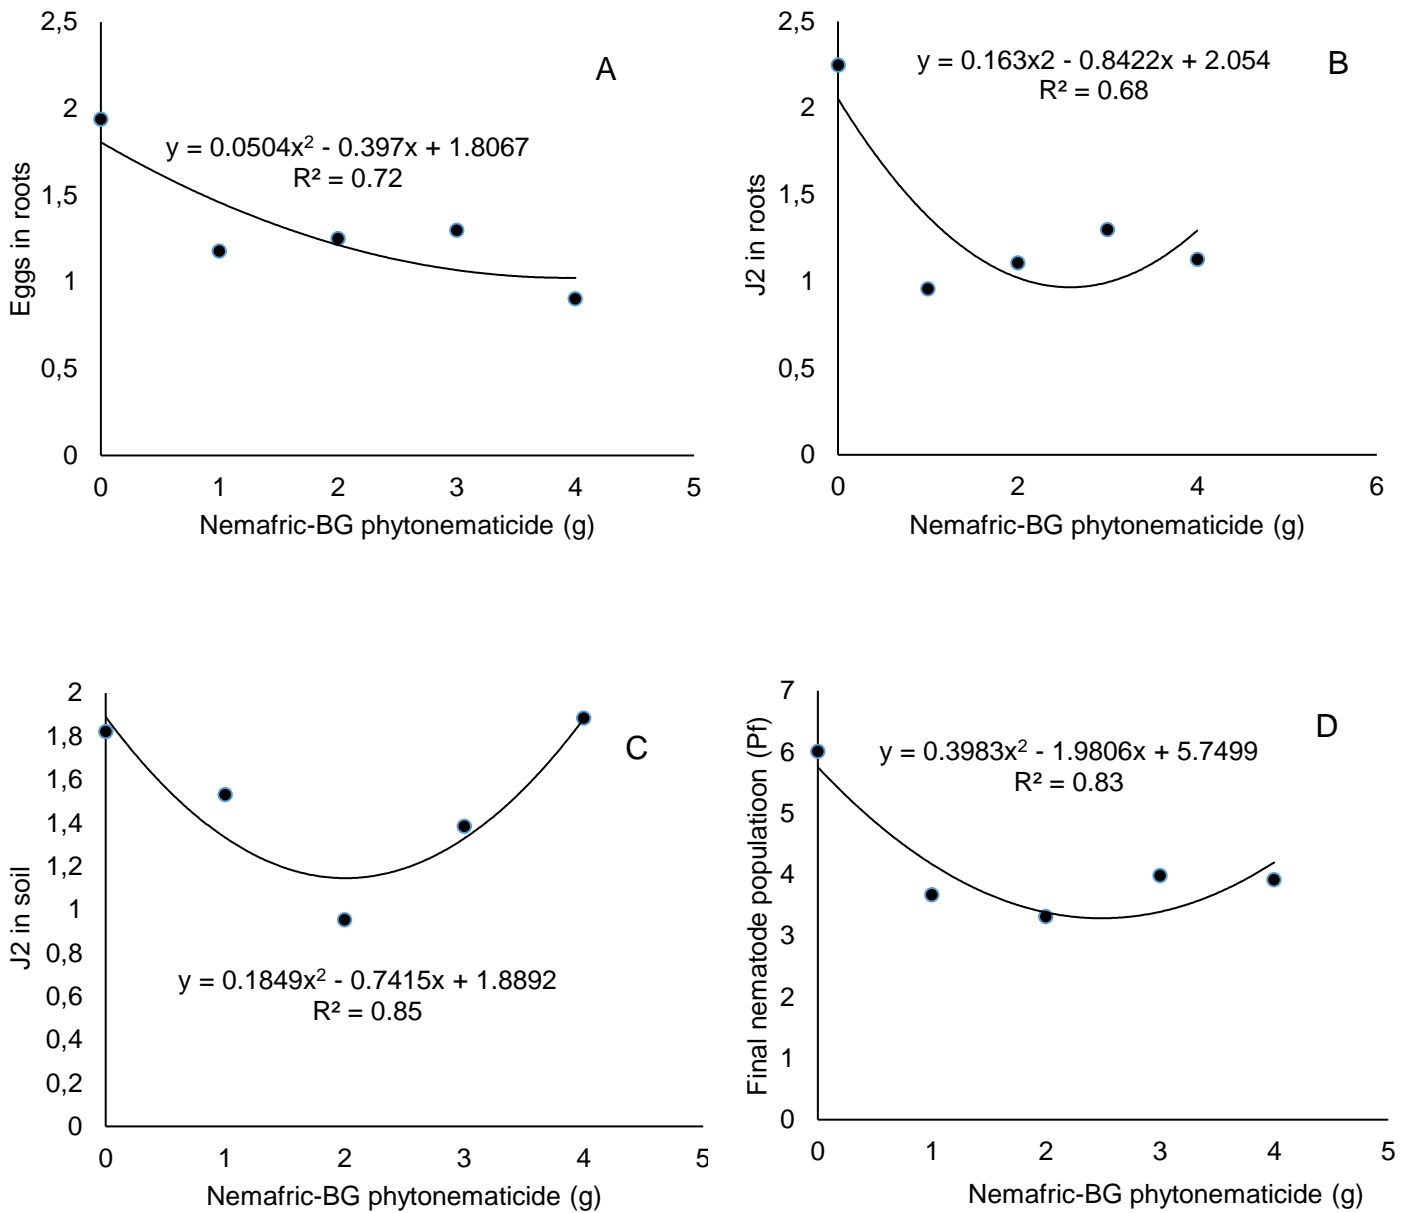 A
y = 0.0504x² - 0.397x + 1.8067
R² = 0.72
Eggs in roots
2,5
2
1,5
1
0,5
0
0 1 2 3 4 5
Nemafric-BG phytonematicide (g)
B
y = 0.163x2 - 0.8422x + 2.054
R² = 0.68
J2 in roots
2,5
2
1,5
1
0,5
0
0 2 4 6
Nemafric-BG phytonematicide (g)
C
y = 0.1849x² - 0.7415x + 1.8892
R² = 0.85
J2 in soil
2
1,8
1,6
1,4
1,2
1
0,8
0,6
0,4
0,2
0
0 1 2 3 4 5
Nemafric-BG phytonematicide (g)
D
y = 0.3983x² - 1.9806x + 5.7499
R² = 0.83
Final nematode populatioon (Pf)
7
6
5
4
3
2
1
0
0 1 2 3 4 5
Nemafric-BG phytonematicide (g)